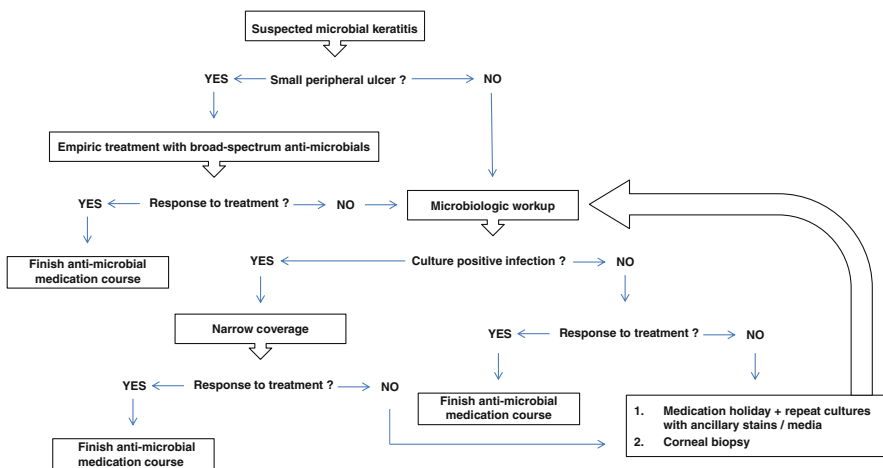 Suspected microbial keratitis
YES Small peripheral ulcer ? NO
Empiric treatment with broad-spectrum anti-microbials
YES Response to treatment ? NO Microbiologic workup
Finish anti-microbial
medication course
YES Culture positive infection ? NO
Narrow coverage
YES Response to treatment ? NO
YES Response to treatment ? NO
Finish anti-microbial
medication course
1. Medication holiday + repeat cultures
with ancillary stains / media
2. Corneal biopsy
Finish anti-microbial
medication course